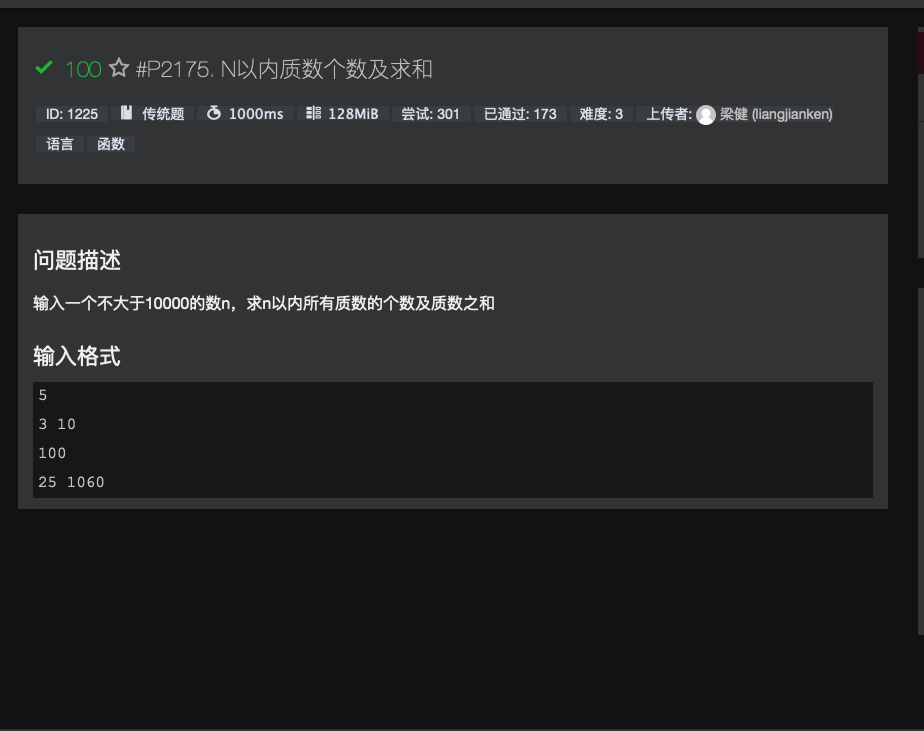 100 #P2175. N以内质数个数及求和
ID: 1225 传统题 1000ms 128MiB 尝试: 301 已通过: 173 难度: 3 上传者: 梁健 (liangjianken)
语言 函数
问题描述
输入一个不大于10000的数n，求n以内所有质数的个数及质数之和
输入格式
5
3 10
100
25 1060